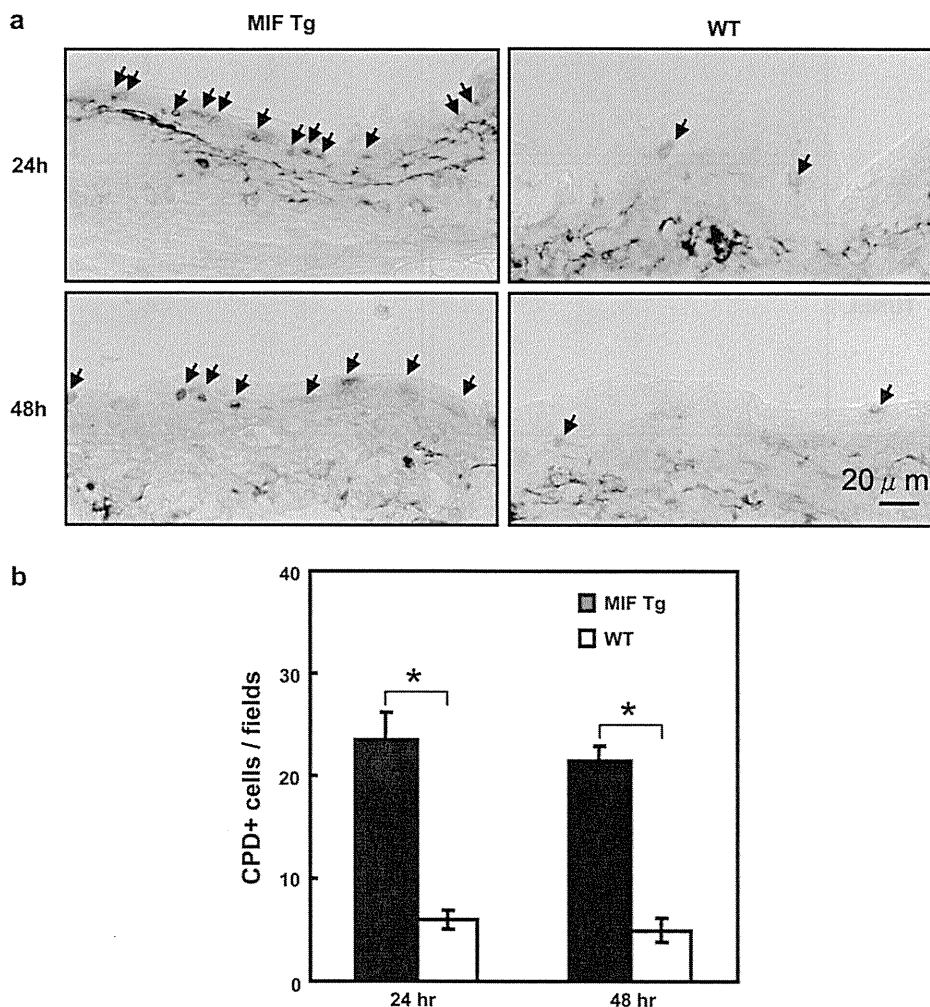 a
MIF Tg
WT
24h
48h
20 μ m
b
CPD+ cells / fields
40
30
20
10
0
MIF Tg
WT
*
*
24 hr
48 hr